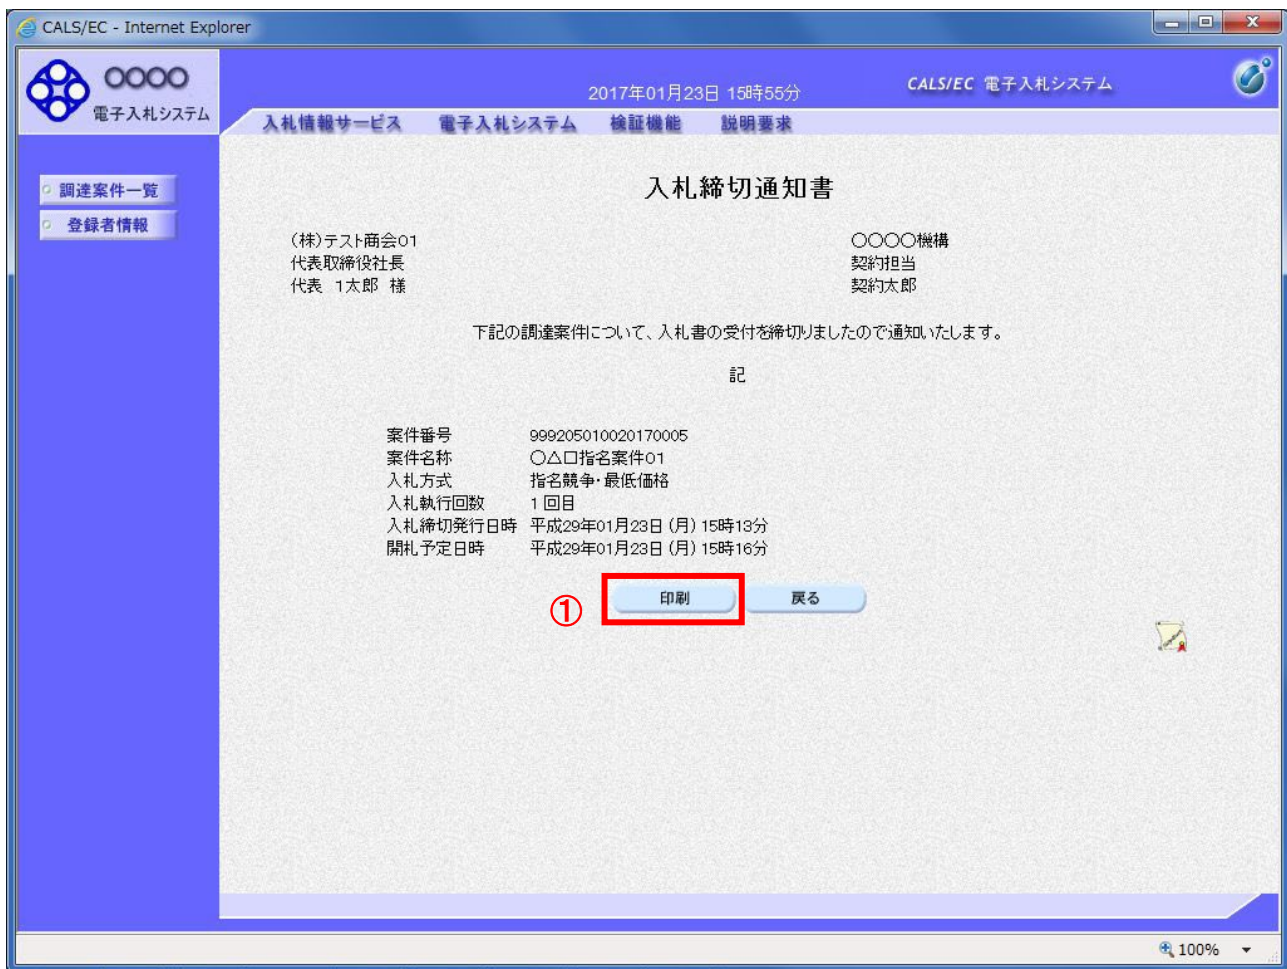 CALS/EC - Internet Explorer
〇〇〇〇
電子入札システム
2017年01月23日 15時55分
CALS/EC 電子入札システム
入札情報サービス 電子入札システム 検証機能 説明要求
調達案件一覧
登録者情報
入札締切通知書
(株)テスト商会01
代表取締役社長
代表 1太郎 様
〇〇〇〇機構
契約担当
契約太郎
下記の調達案件について、入札書の受付を締切りましたので通知いたします。
記
案件番号 999205010020170005
案件名称 〇△口指名案件01
入札方式 指名競争・最低価格
入札執行回数 1回目
入札締切発行日時 平成29年01月23日(月)15時13分
開札予定日時 平成29年01月23日(月)15時16分
① 印刷 戻る
100%